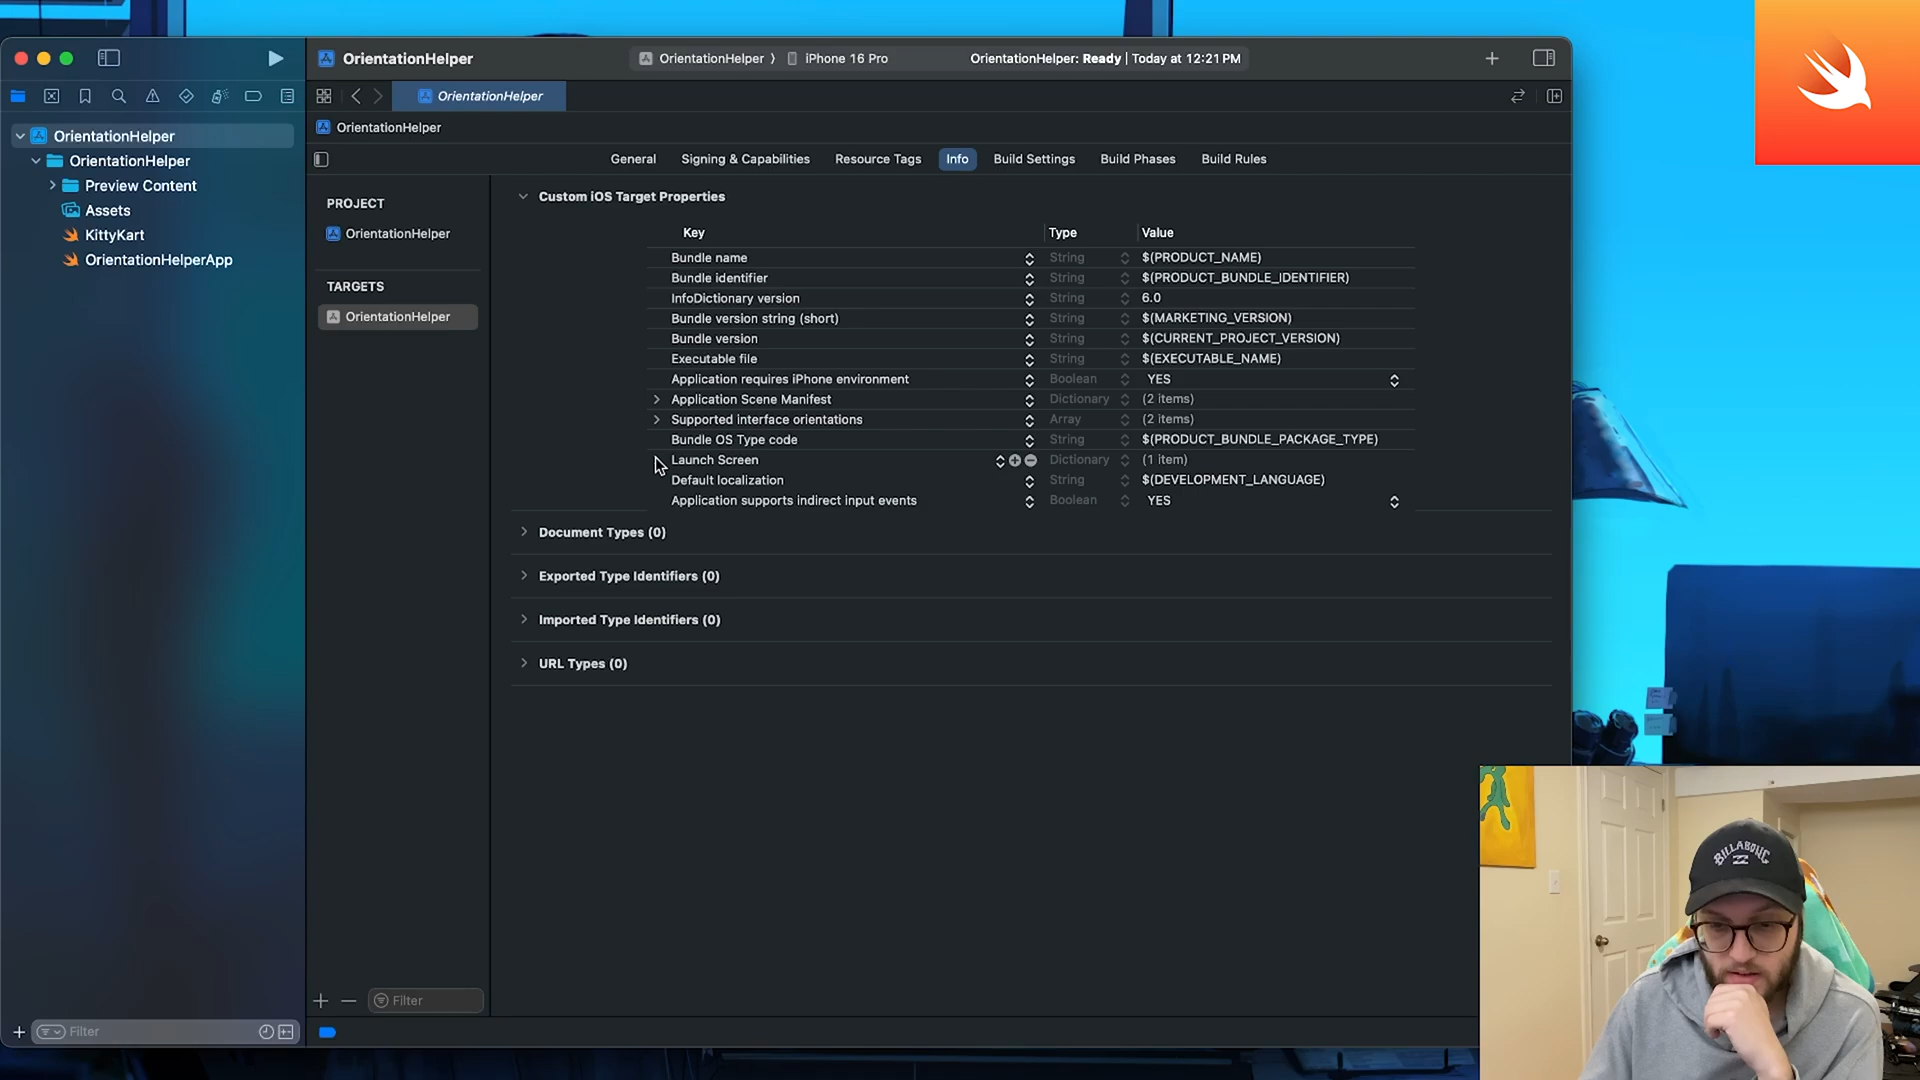 OrientationHelper
OrientationHelper 〉 iPhone 16 Pro
OrientationHelper: Ready | Today at 12:21 PM
OrientationHelper
OrientationHelper
OrientationHelper
OrientationHelper
Preview Content
Assets
KittyKart
OrientationHelperApp
General
Signing & Capabilities
Resource Tags
Info
Build Settings
Build Phases
Build Rules
PROJECT
OrientationHelper
TARGETS
OrientationHelper
Custom iOS Target Properties
Key Type Value
Bundle name String $(PRODUCT_NAME)
Bundle identifier String $(PRODUCT_BUNDLE_IDENTIFIER)
InfoDictionary version String 6.0
Bundle version string (short) String $(MARKETING_VERSION)
Bundle version String $(CURRENT_PROJECT_VERSION)
Executable file String $(EXECUTABLE_NAME)
Application requires iPhone environment Boolean YES
Application Scene Manifest Dictionary (2 items)
Supported interface orientations Array (2 items)
Bundle OS Type code String $(PRODUCT_BUNDLE_PACKAGE_TYPE)
Launch Screen Dictionary (1 item)
Default localization String $(DEVELOPMENT_LANGUAGE)
Application supports indirect input events Boolean YES
Document Types (0)
Exported Type Identifiers (0)
Imported Type Identifiers (0)
URL Types (0)
Filter
Filter
BILLABONG